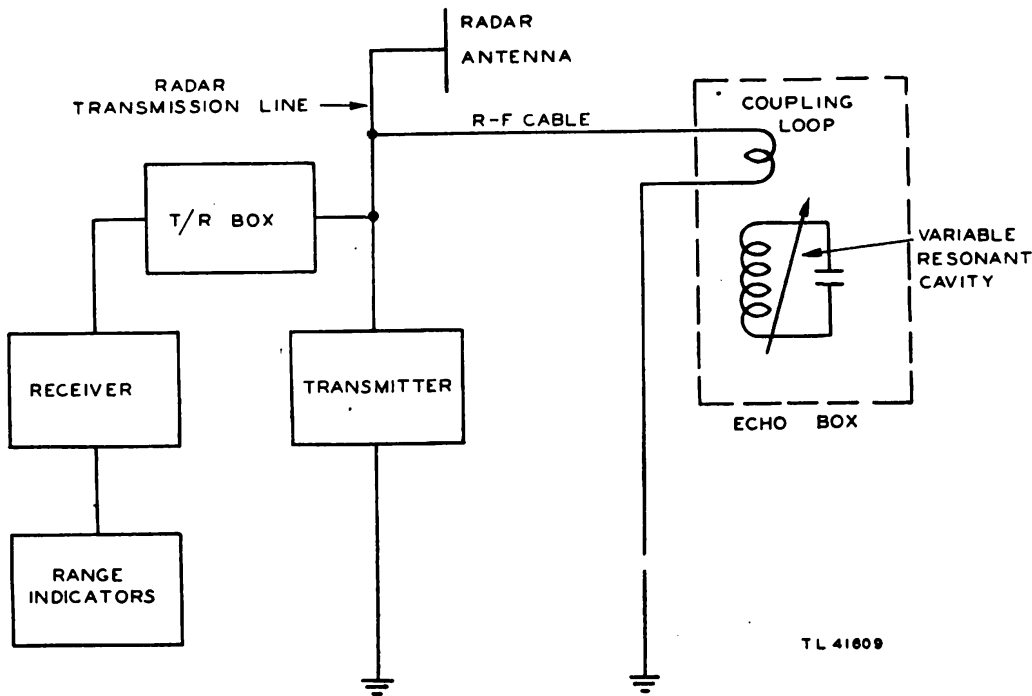 RADAR
ANTENNA
RADAR
TRANSMISSION LINE
R-F CABLE
COUPLING
LOOP
T/R BOX
VARIABLE
RESONANT
CAVITY
RECEIVER
TRANSMITTER
ECHO BOX
RANGE
INDICATORS
TL 41609